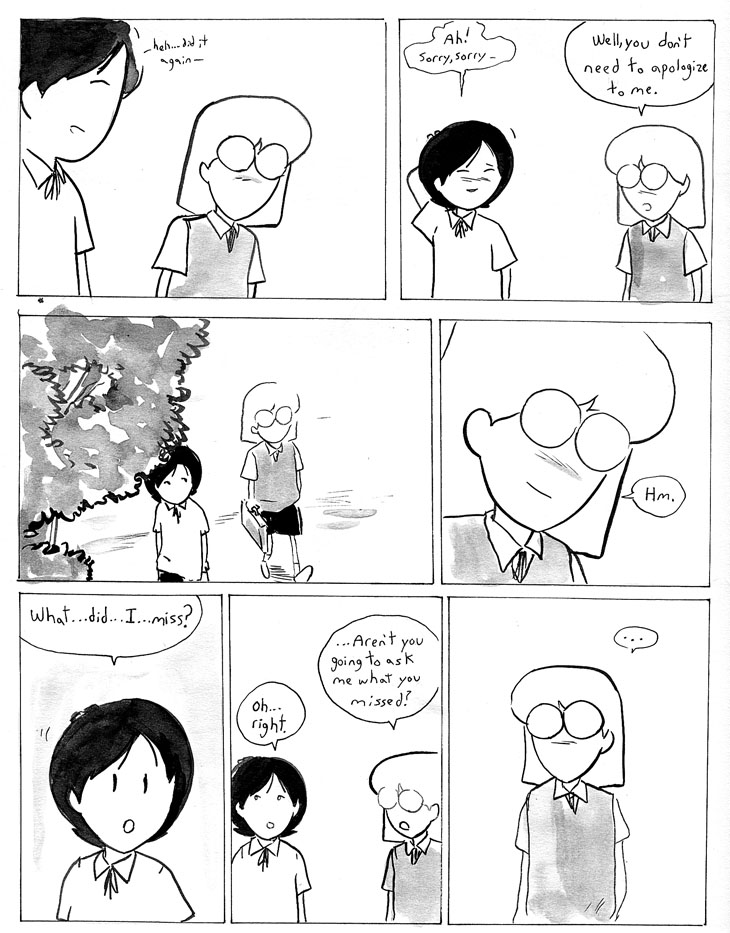 Well, you don't
need to apologize
to me.
Ah!
Sorry, sorry-
—heh...did it
again—
Hm.
...
...Aren't you
going to ask
me what you
missed?
Oh...
right.
What...did...I...miss?